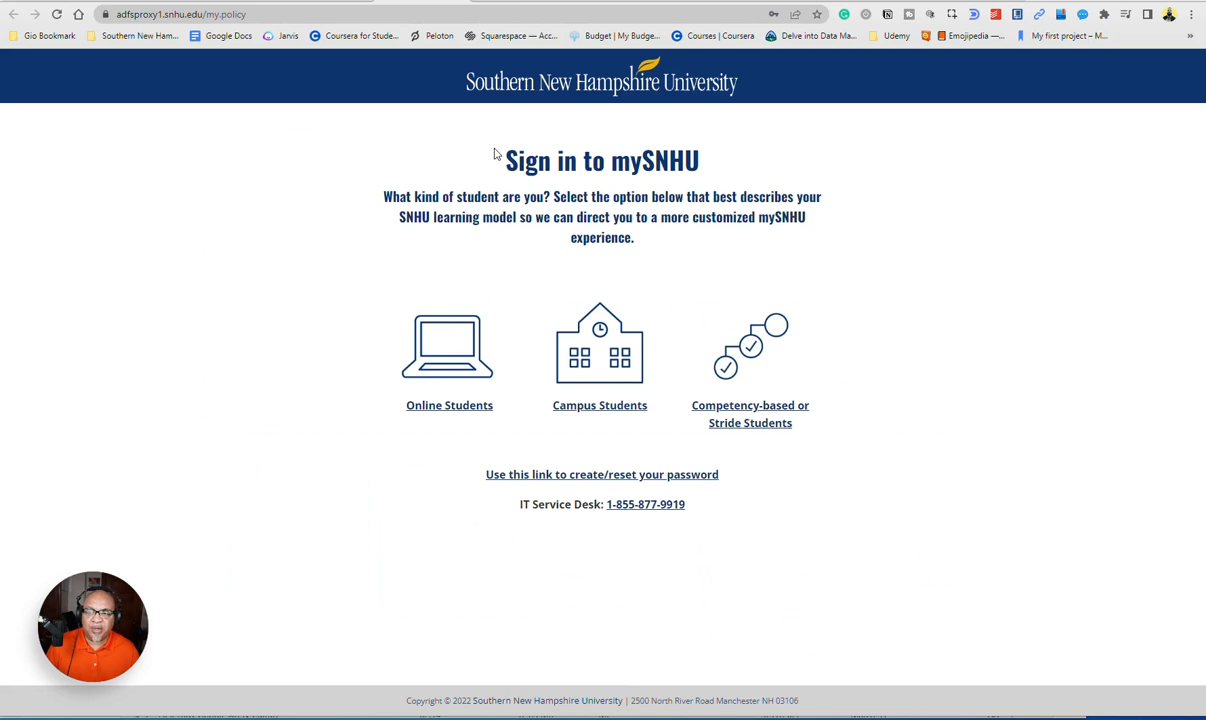 adfsproxy1.snhu.edu/my.policy
Gio Bookmark
Southern New Ham...
Google Docs
Jarvis
Coursera for Stude...
Peloton
Squarespace — Acc...
Budget | My Budge...
Courses | Coursera
Delve into Data Ma...
Udemy
Emojipedia —...
My first project – M...
»
Southern New Hampshire University
Sign in to mySNHU
What kind of student are you? Select the option below that best describes your
SNHU learning model so we can direct you to a more customized mySNHU
experience.
Online Students
Campus Students
Competency-based or
Stride Students
Use this link to create/reset your password
IT Service Desk: 1-855-877-9919
Copyright © 2022 Southern New Hampshire University | 2500 North River Road Manchester NH 03106